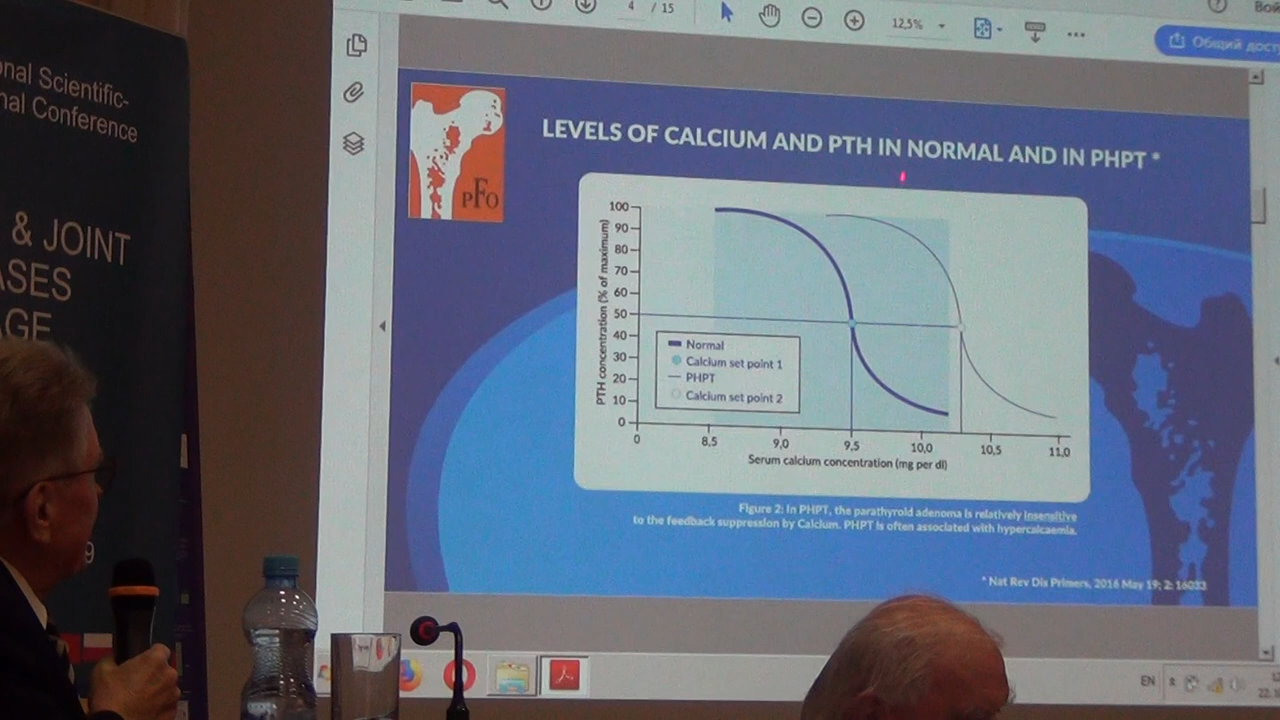 4 / 15
12,5%
Общий
Scientific-
Conference
& JOINT
PFO
LEVELS OF CALCIUM AND PTH IN NORMAL AND IN PHPT *
PTH concentration (% of maximum)
100
90
80
70
60
50
40
30
20
10
0
Normal
Calcium set point 1
PHPT
Calcium set point 2
0 8,5 9,0 9,5 10,0 10,5 11,0
Serum calcium concentration (mg per dl)
Figure 2: In PHPT, the parathyroid adenoma is relatively insensitive
to the feedback suppression by Calcium. PHPT is often associated with hypercalcaemia.
* Nat Rev Dis Primers, 2016 May 19; 2: 16033
EN